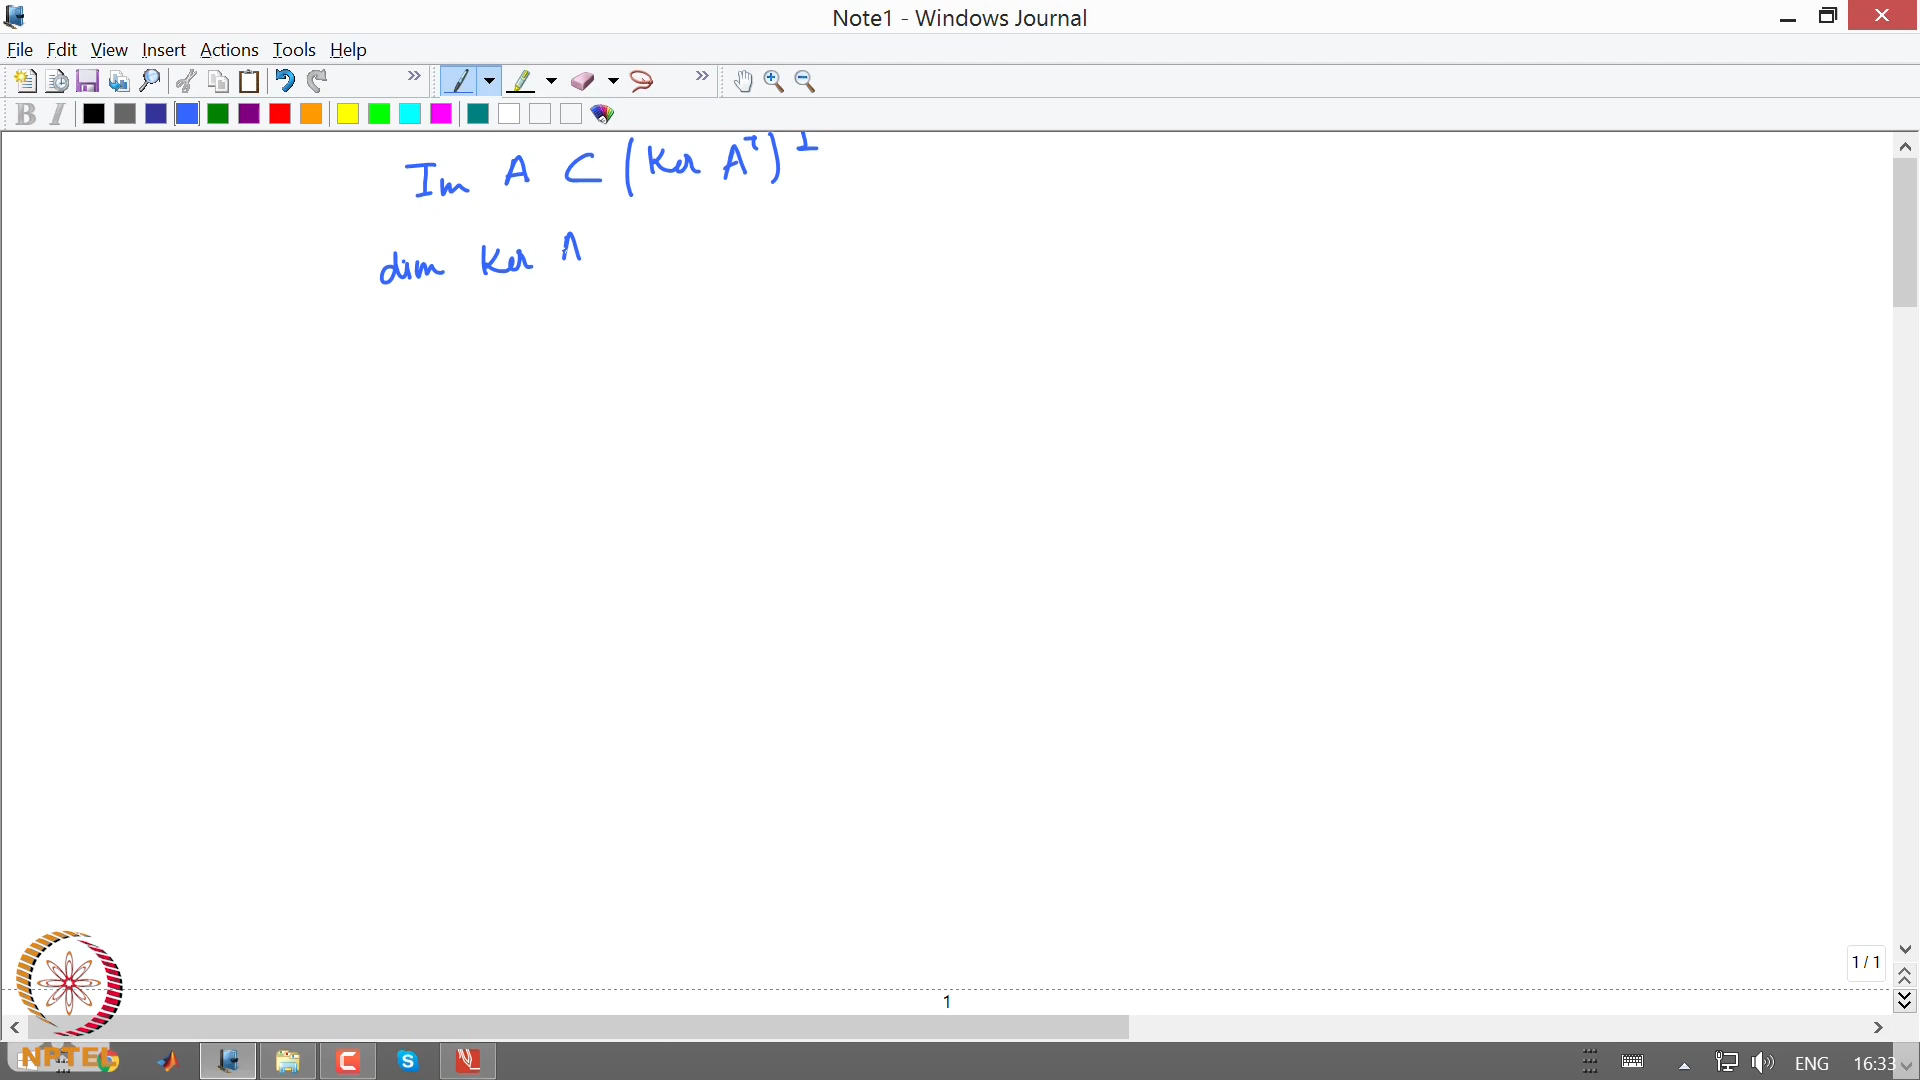 Note1 - Windows Journal
File Edit View Insert Actions Tools Help
B I
Im A ⊂ (Ker Aᵀ)⊥
dim Ker A
1 / 1
1
NPTEL
ENG 16:33